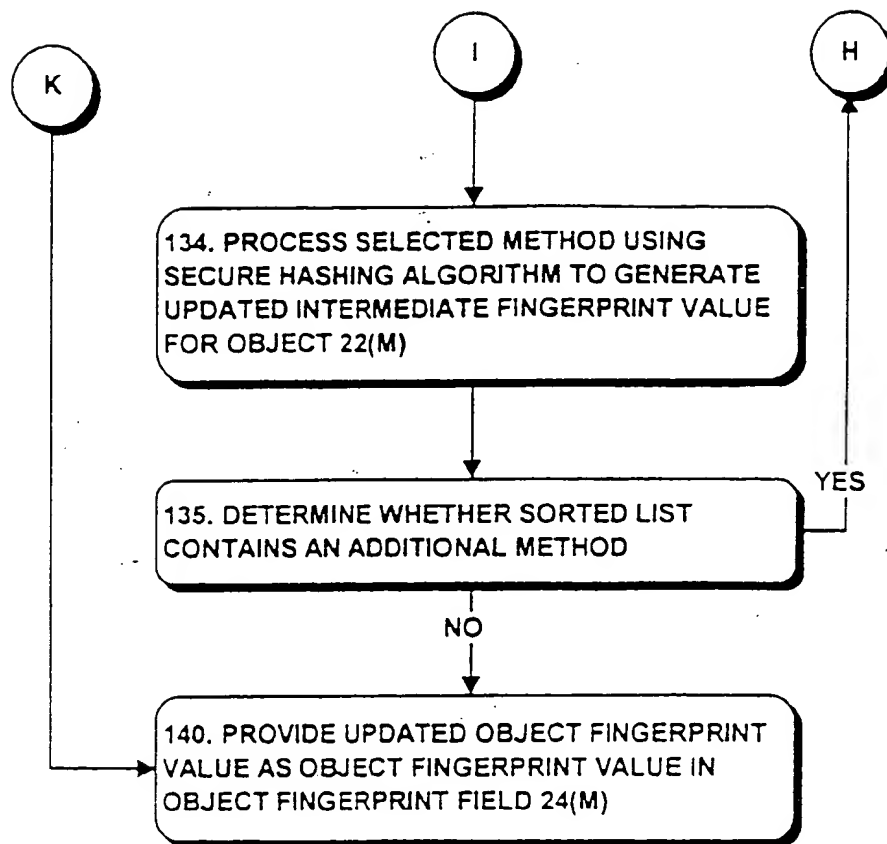 K
I
H
134. PROCESS SELECTED METHOD USING
SECURE HASHING ALGORITHM TO GENERATE
UPDATED INTERMEDIATE FINGERPRINT VALUE
FOR OBJECT 22(M)
YES
135. DETERMINE WHETHER SORTED LIST
CONTAINS AN ADDITIONAL METHOD
NO
140. PROVIDE UPDATED OBJECT FINGERPRINT
VALUE AS OBJECT FINGERPRINT VALUE IN
OBJECT FINGERPRINT FIELD 24(M)